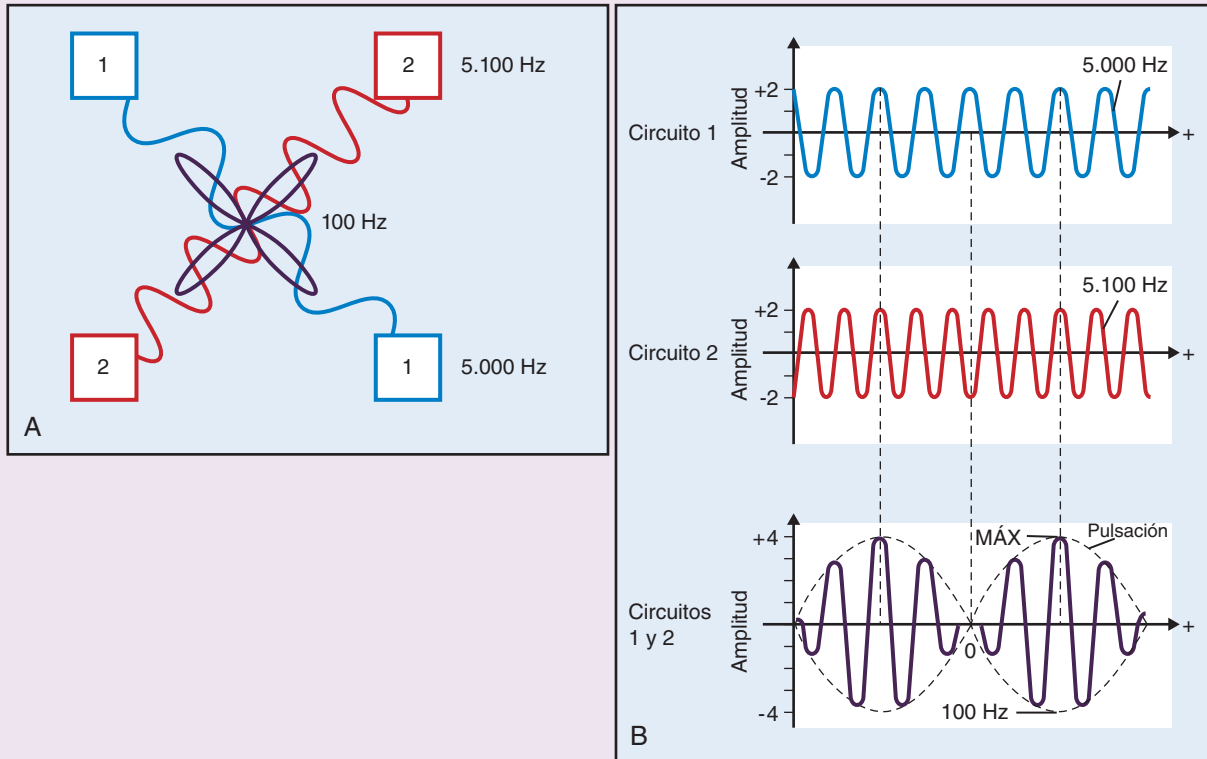 1
2
5.100 Hz
100 Hz
2
1
5.000 Hz
A
5.000 Hz
Circuito 1
Amplitud
+2
-2
+
5.100 Hz
Circuito 2
Amplitud
+2
-2
+
MÁX
Pulsación
Circuitos
1 y 2
Amplitud
+4
-4
0
+
100 Hz
B